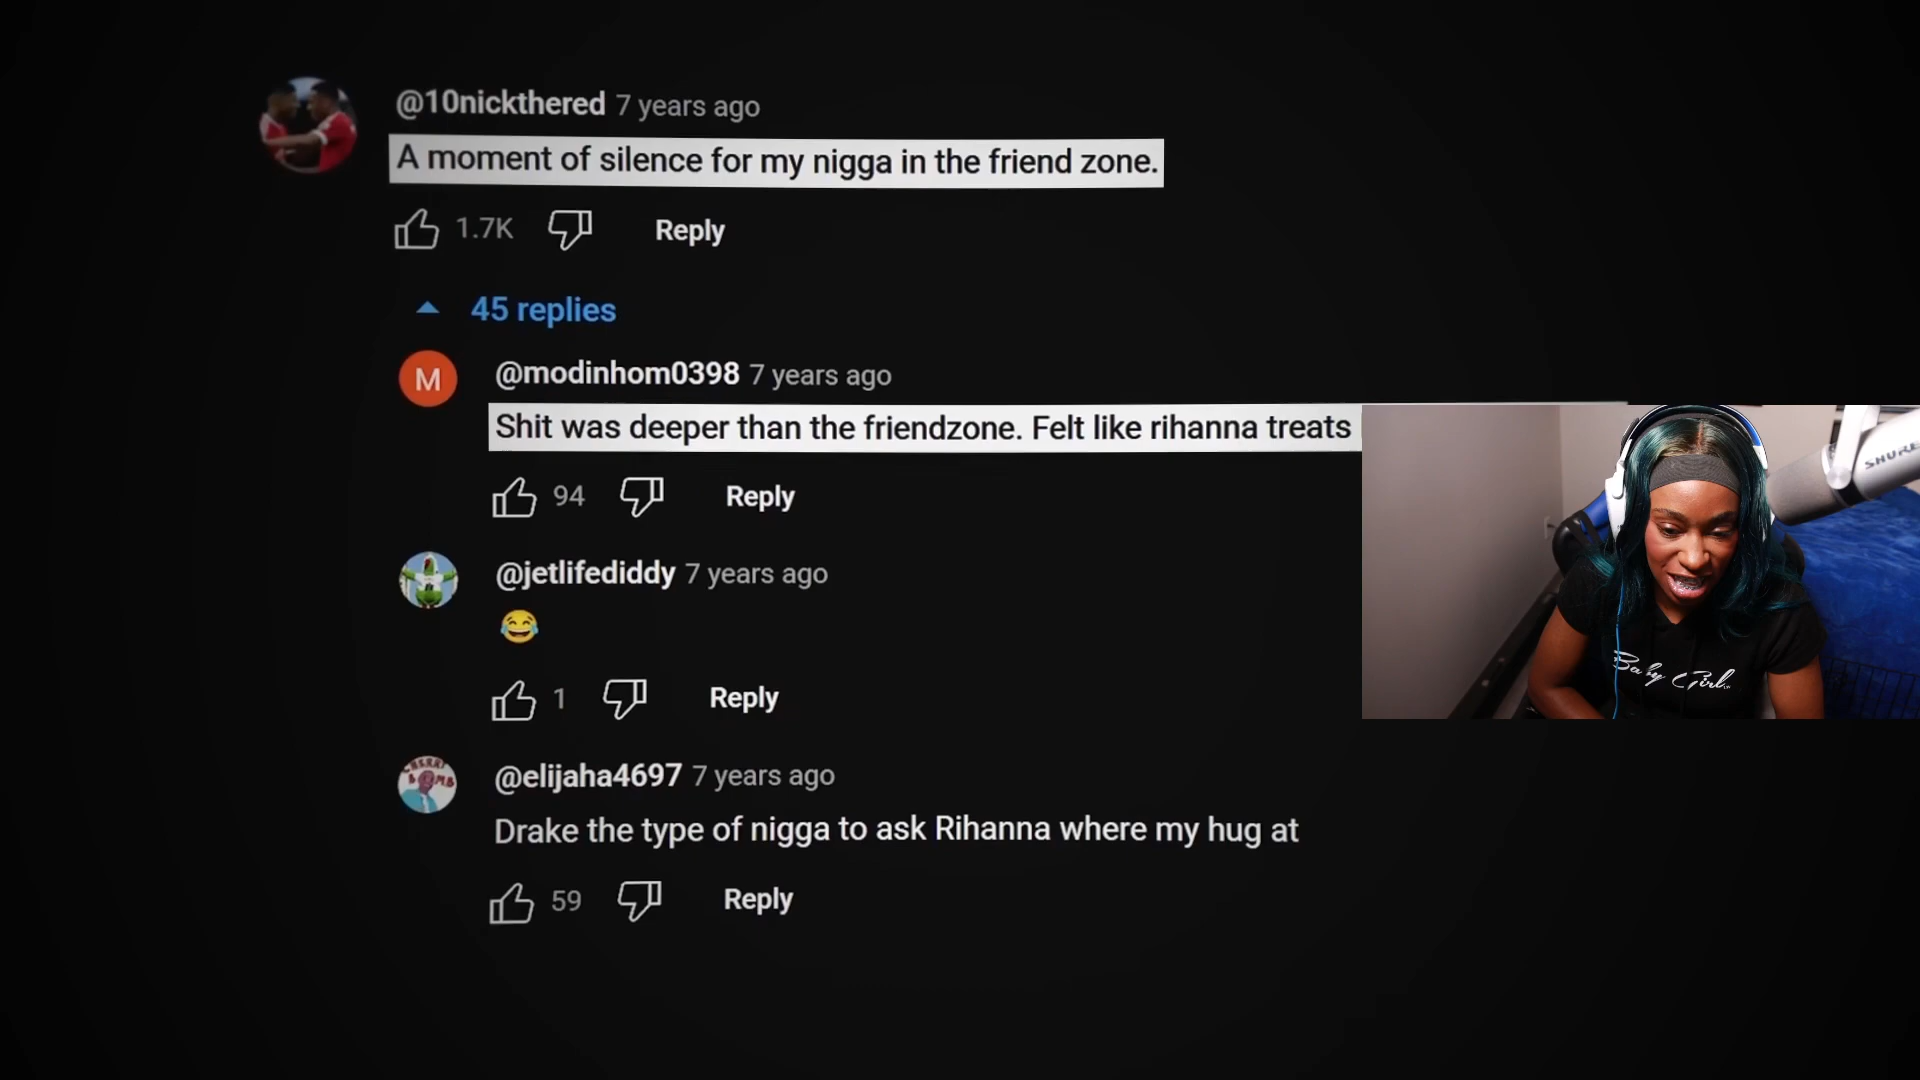 @10nickthered 7 years ago
A moment of silence for my nigga in the friend zone.
1.7K Reply
45 replies
M
@modinhom0398 7 years ago
Shit was deeper than the friendzone. Felt like rihanna treats
94 Reply
@jetlifediddy 7 years ago
😂
1 Reply
@elijaha4697 7 years ago
Drake the type of nigga to ask Rihanna where my hug at
59 Reply
SHURE
Baby Girl